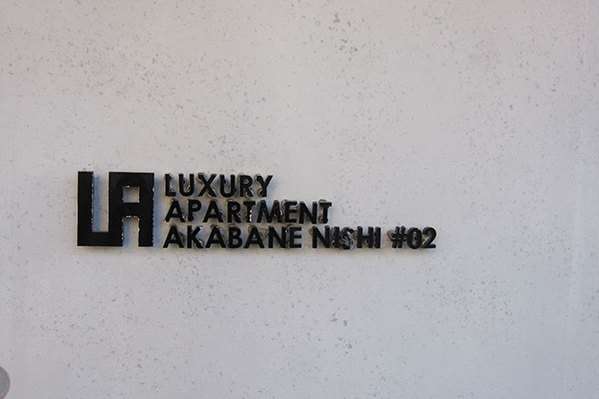 LA
LUXURY
APARTMENT
AKABANE NISHI #02